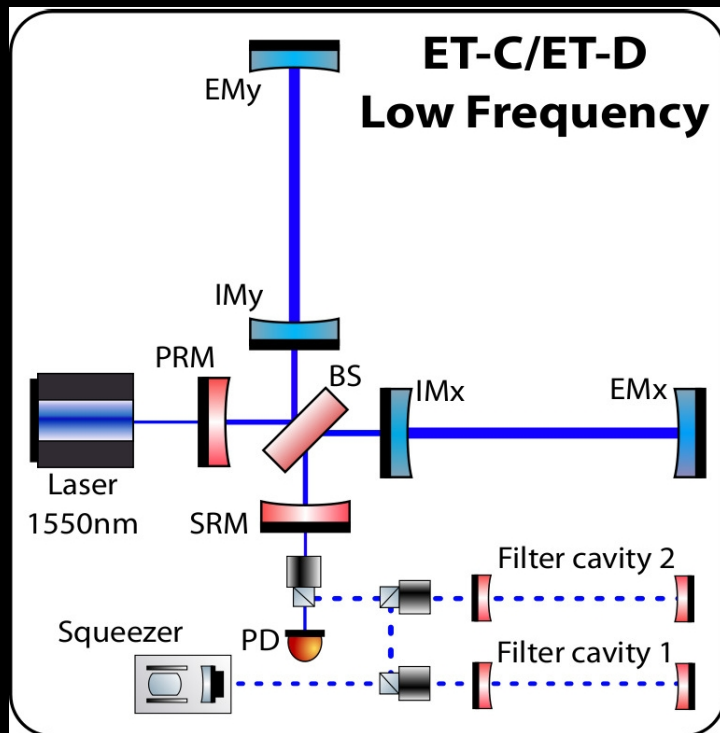 ET-C/ET-D
Low Frequency
EMy
IMy
PRM
BS
IMx
EMx
Laser
1550nm
SRM
Filter cavity 2
Squeezer
PD
Filter cavity 1